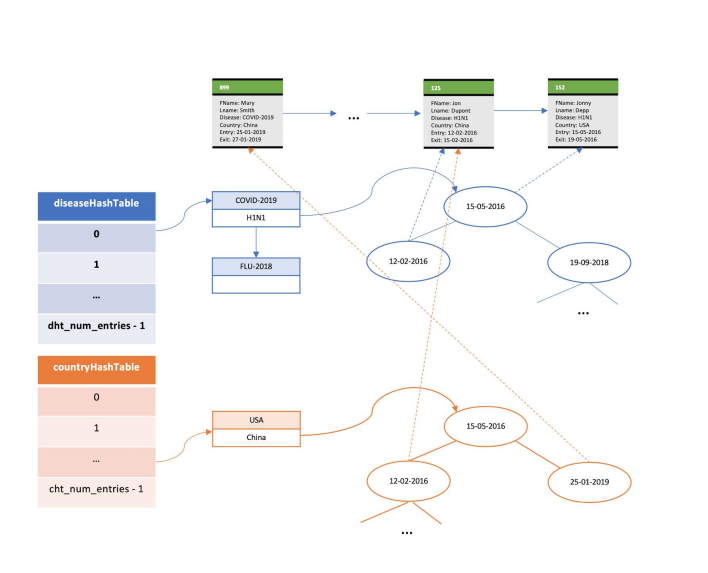 899
FName: Mary
Lname: Smith
Disease: COVID-2019
Country: China
Entry: 25-01-2019
Exit: 27-01-2019
...
125
FName: Jon
Lname: Dupont
Disease: H1N1
Country: China
Entry: 12-02-2016
Exit: 15-02-2016
152
FName: Jonny
Lname: Depp
Disease: H1N1
Country: USA
Entry: 15-05-2016
Exit: 19-05-2016
diseaseHashTable
0
1
...
dht_num_entries - 1
COVID-2019
H1N1
FLU-2018
15-05-2016
12-02-2016
19-09-2018
...
countryHashTable
0
1
...
cht_num_entries - 1
USA
China
15-05-2016
12-02-2016
25-01-2019
...